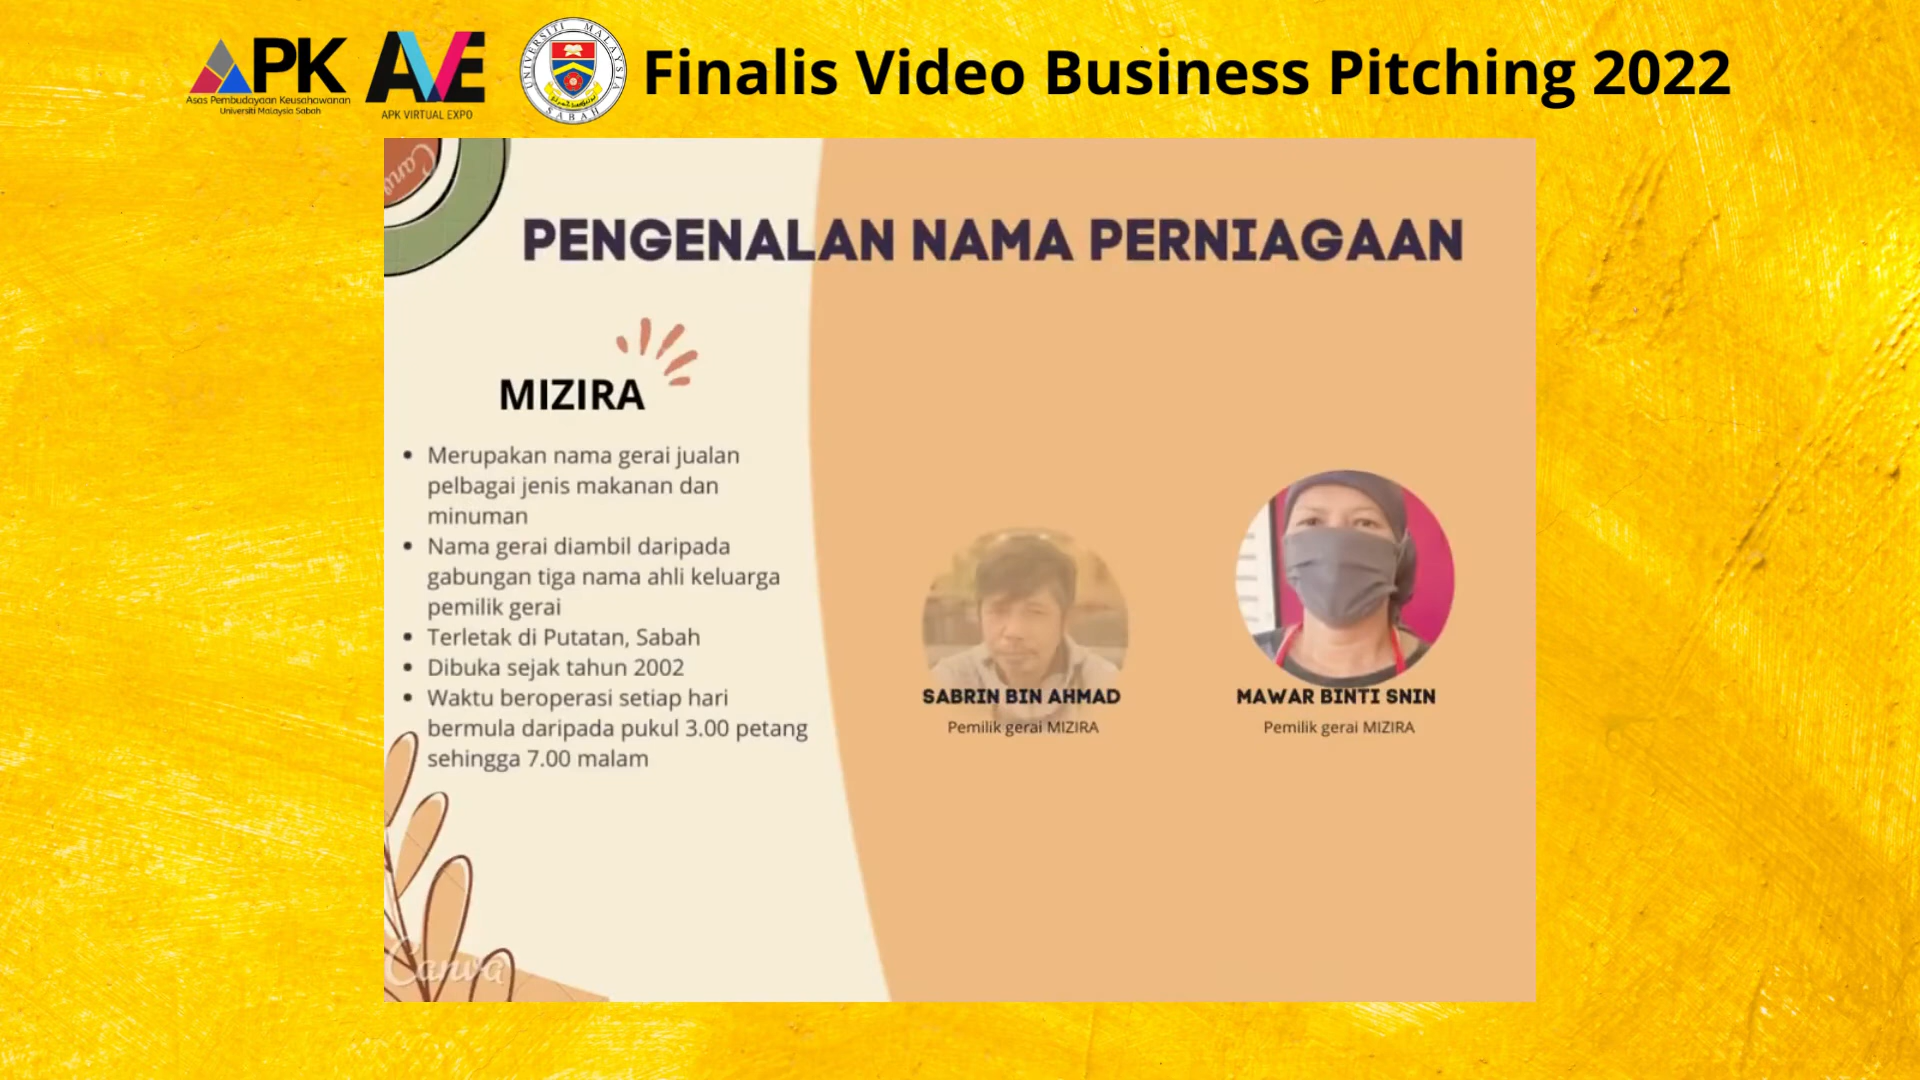 APK
Asas Pembudayaan Keusahawanan
Universiti Malaysia Sabah
AVE
APK VIRTUAL EXPO
UNIVERSITI MALAYSIA
SABAH
Finalis Video Business Pitching 2022
Canva
PENGENALAN NAMA PERNIAGAAN
MIZIRA
• Merupakan nama gerai jualan
pelbagai jenis makanan dan
minuman
• Nama gerai diambil daripada
gabungan tiga nama ahli keluarga
pemilik gerai
• Terletak di Putatan, Sabah
• Dibuka sejak tahun 2002
• Waktu beroperasi setiap hari
bermula daripada pukul 3.00 petang
sehingga 7.00 malam
SABRIN BIN AHMAD
Pemilik gerai MIZIRA
MAWAR BINTI SNIN
Pemilik gerai MIZIRA
Canva